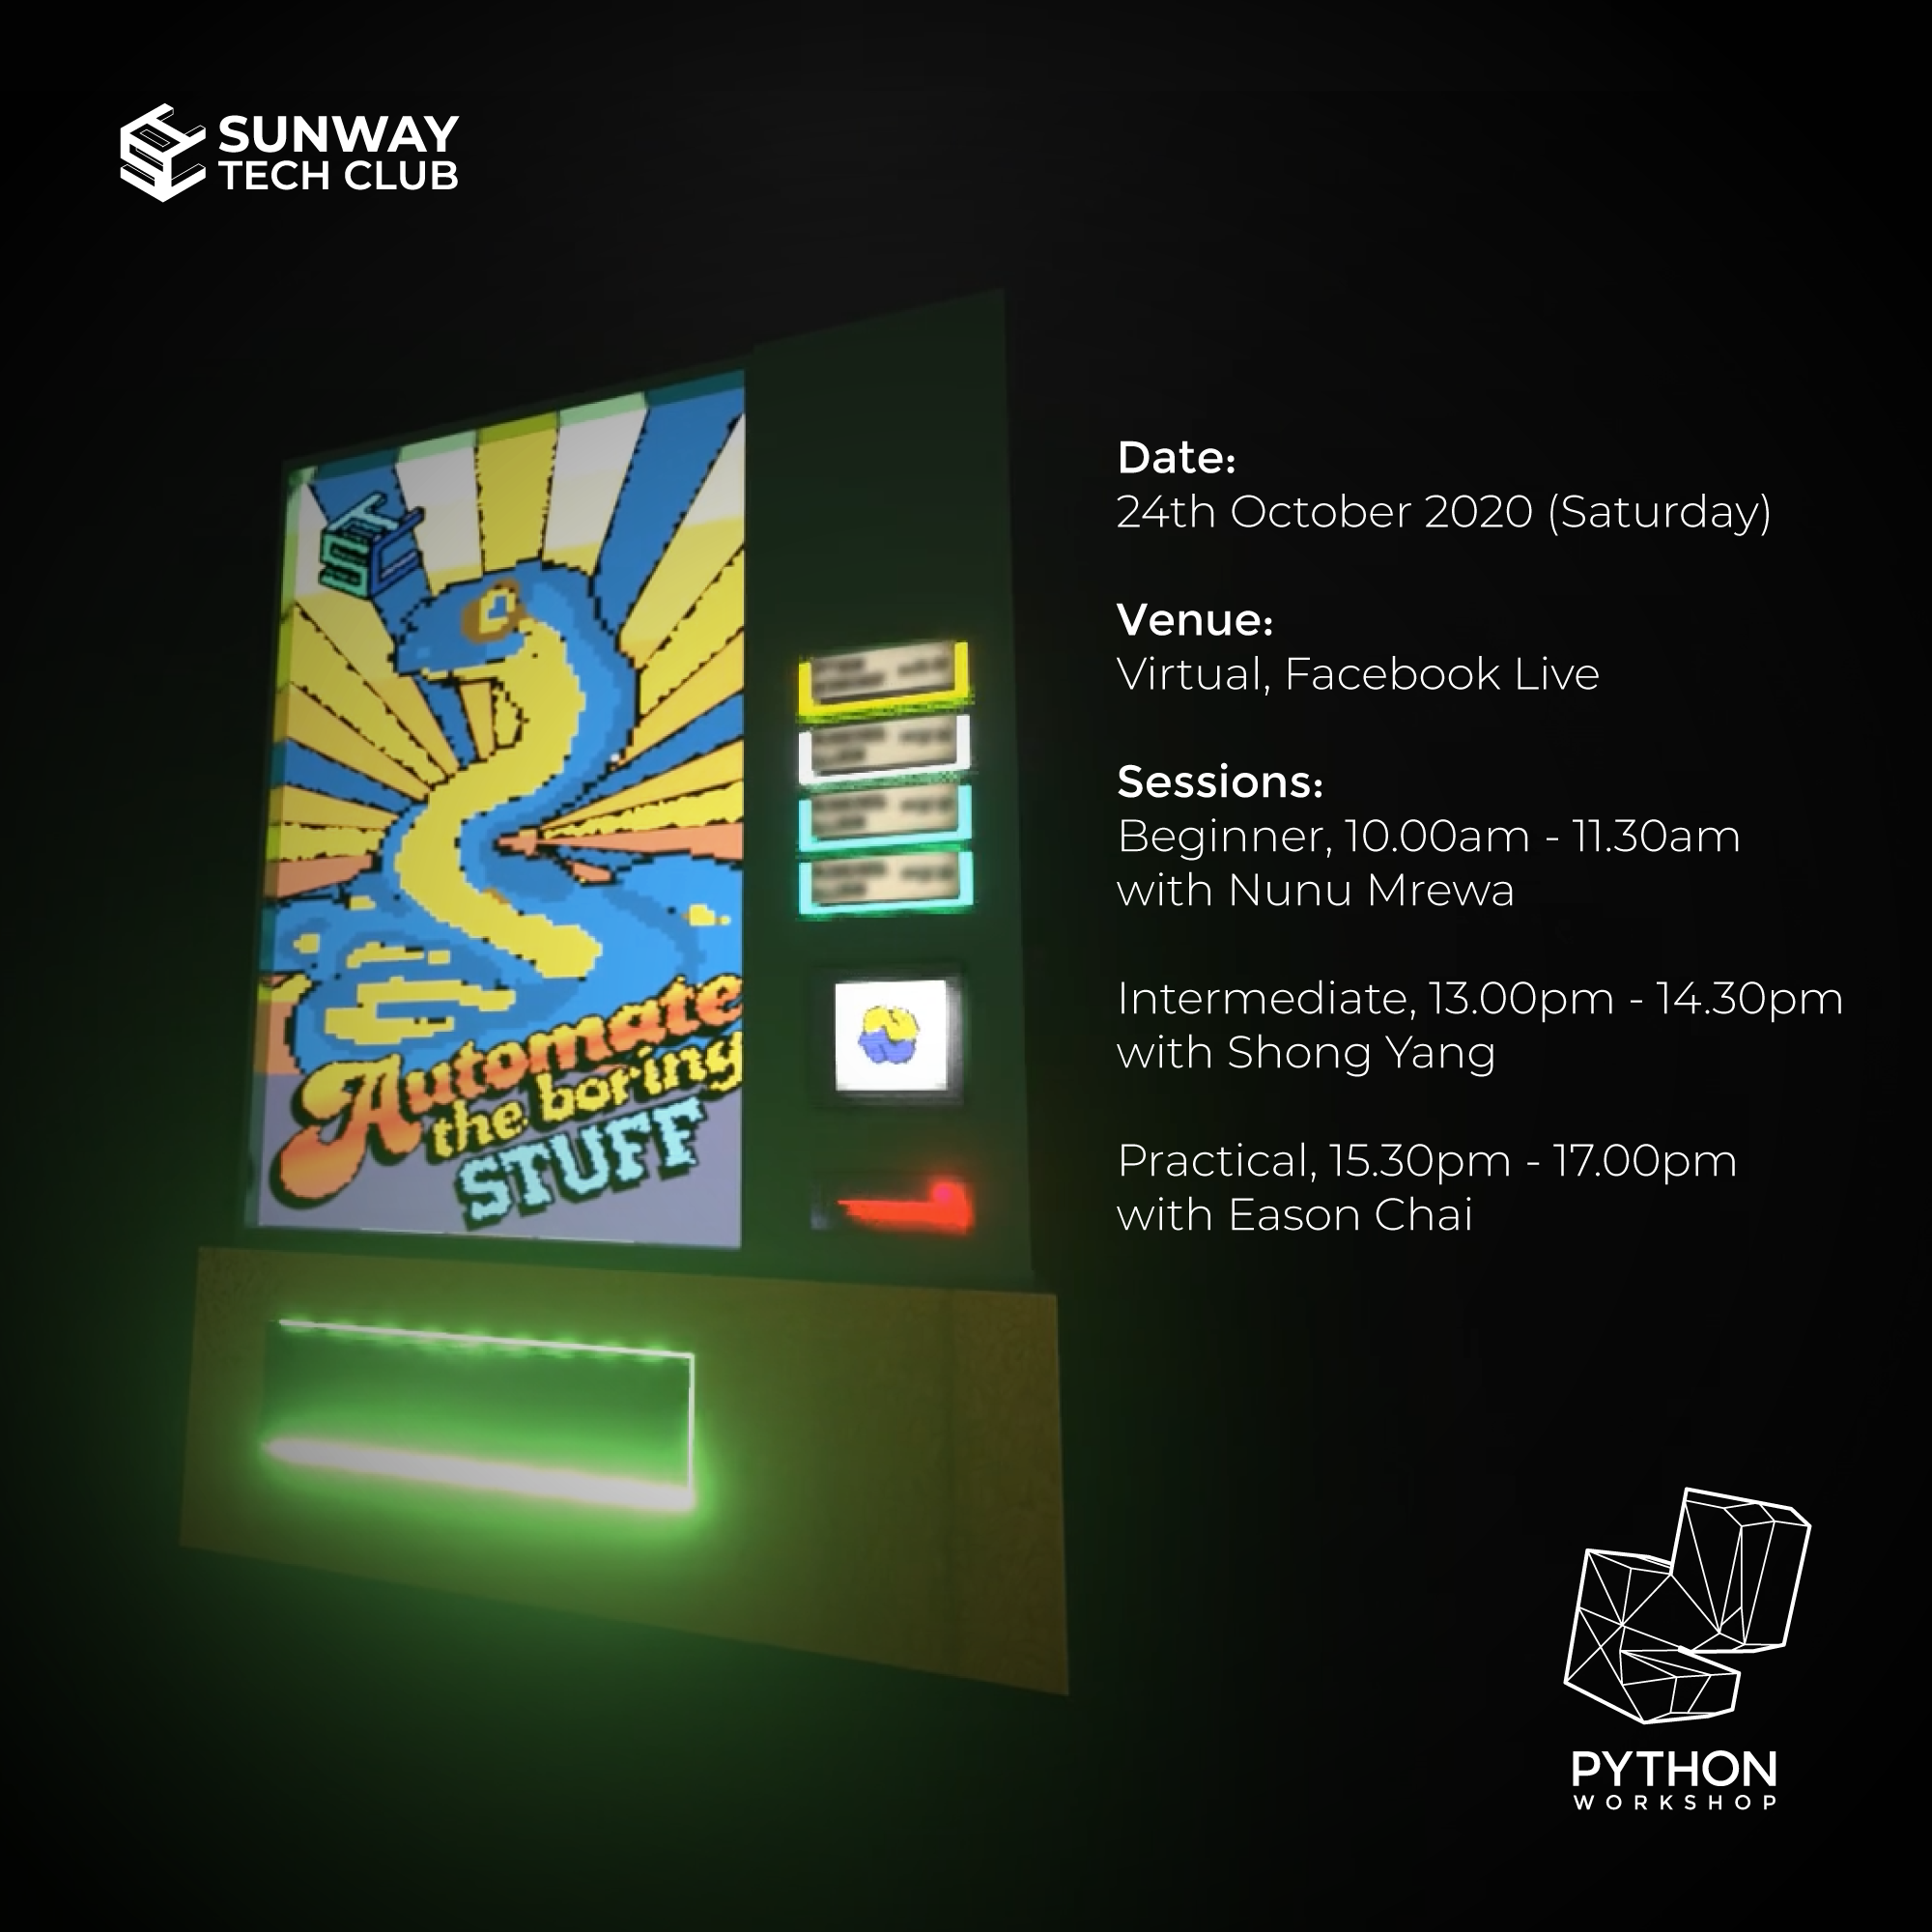 SUNWAY
TECH CLUB
Automate
the boring
STUFF
Date:
24th October 2020 (Saturday)
Venue:
Virtual, Facebook Live
Sessions:
Beginner, 10.00am - 11.30am
with Nunu Mrewa
Intermediate, 13.00pm - 14.30pm
with Shong Yang
Practical, 15.30pm - 17.00pm
with Eason Chai
PYTHON
WORKSHOP